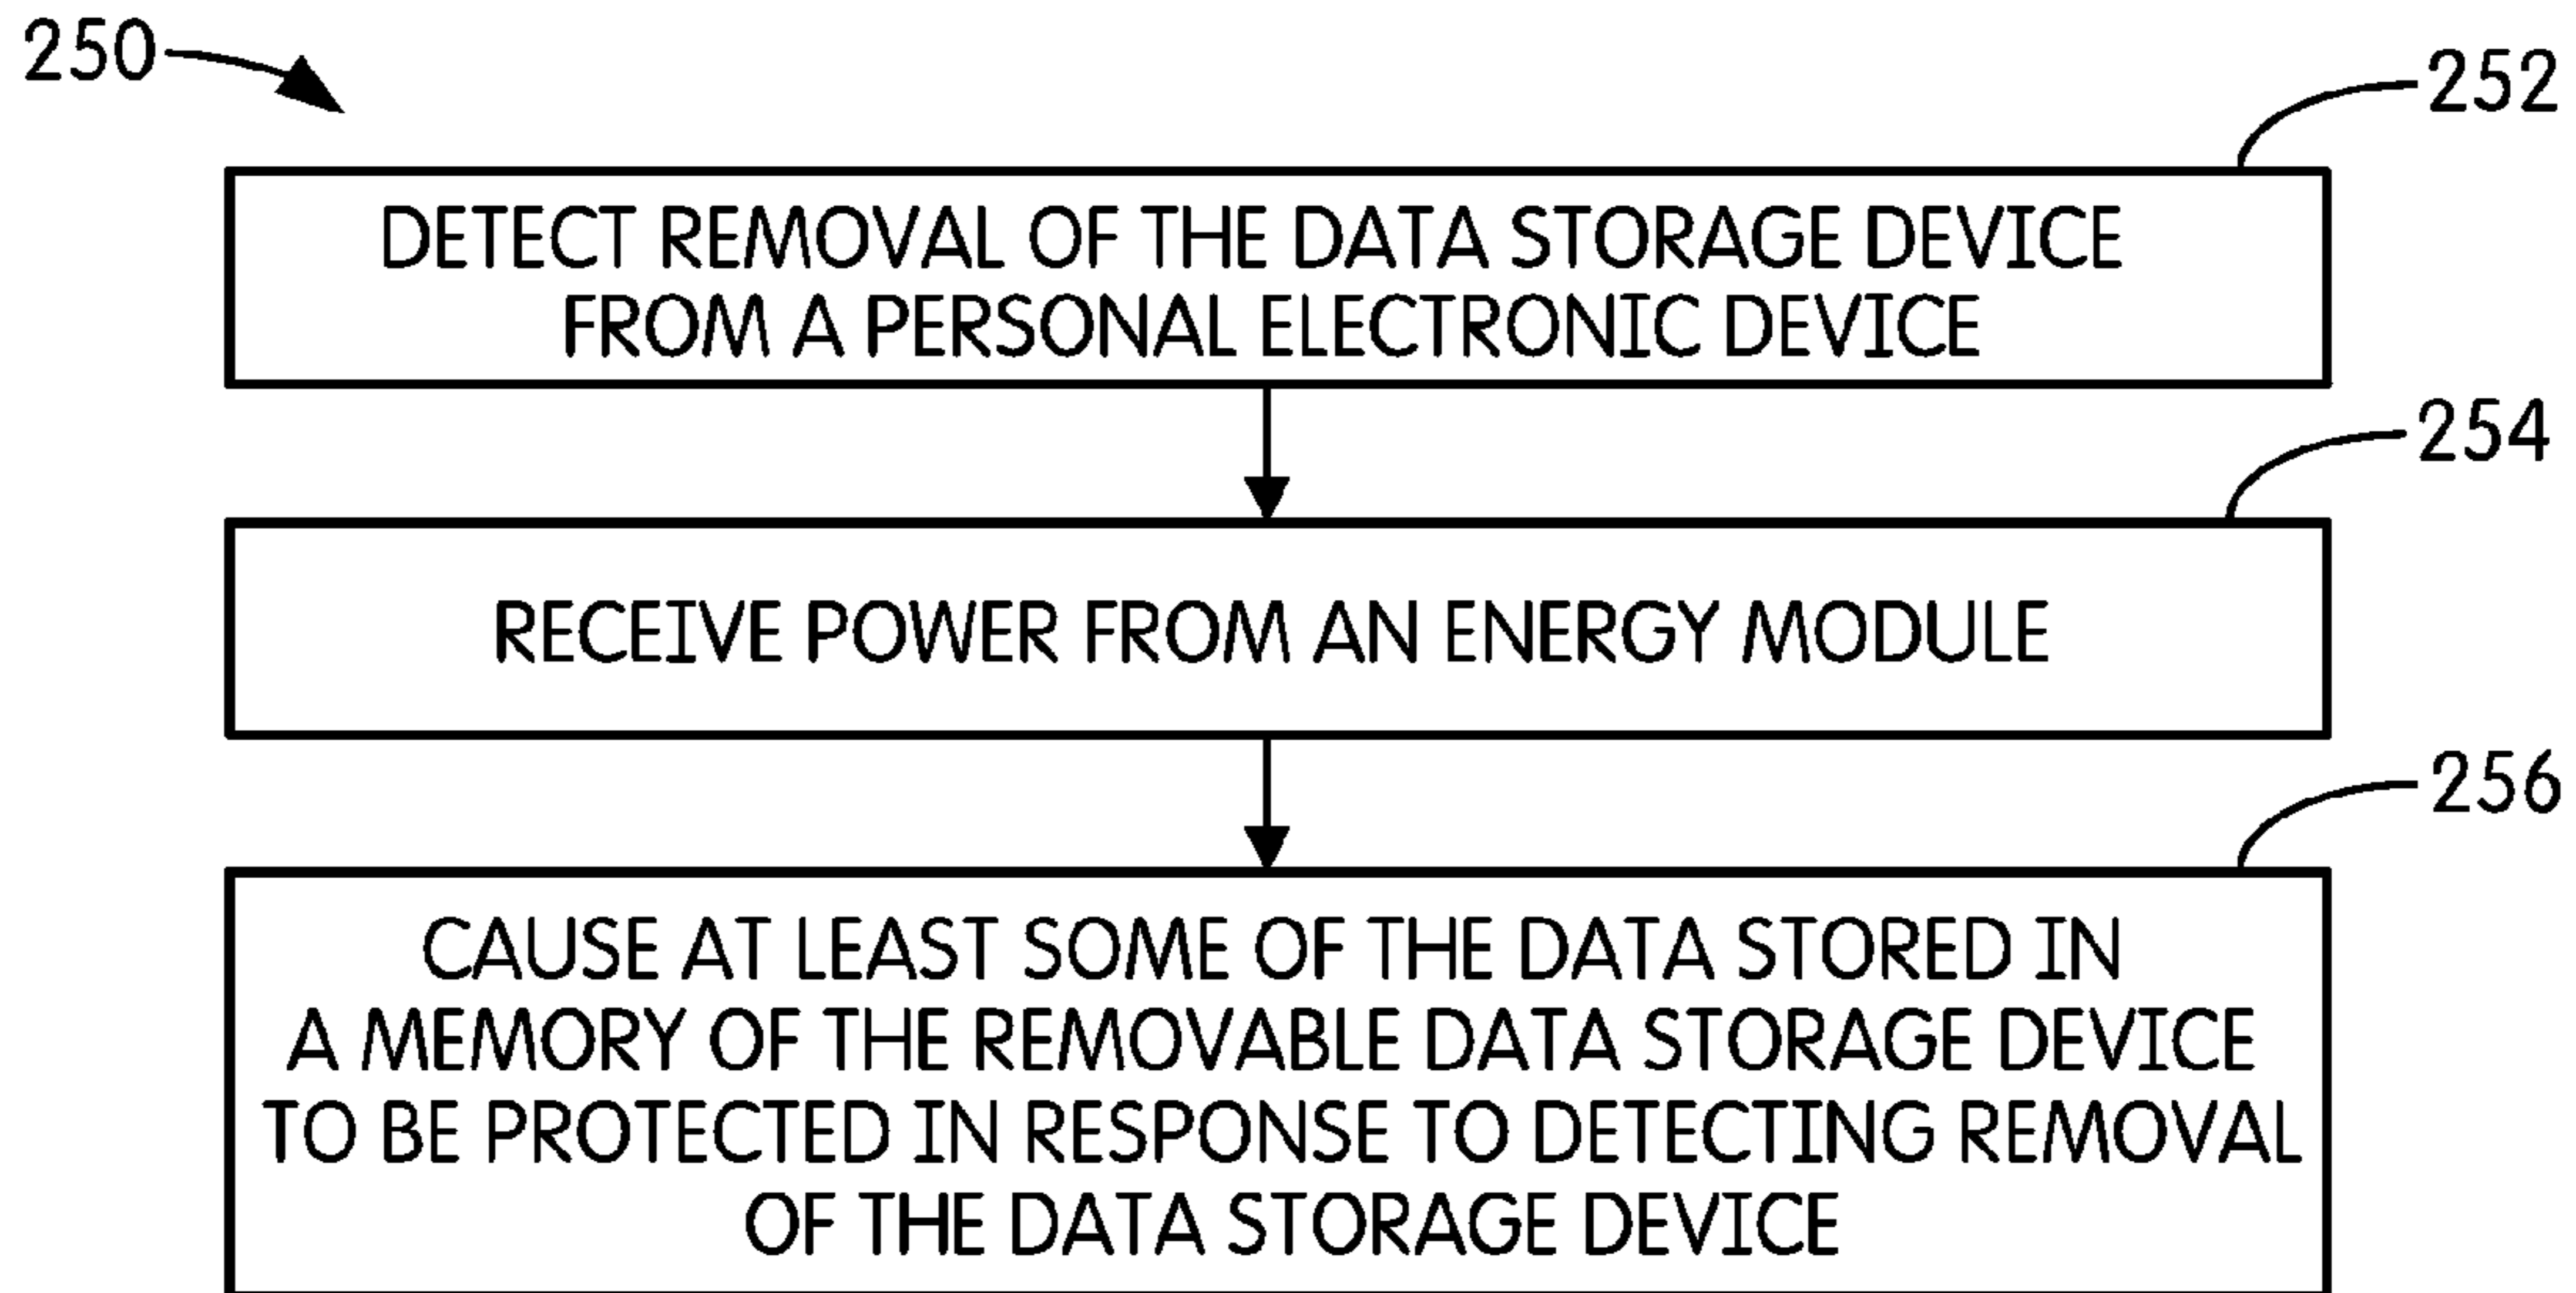 250
252
DETECT REMOVAL OF THE DATA STORAGE DEVICE
FROM A PERSONAL ELECTRONIC DEVICE
254
RECEIVE POWER FROM AN ENERGY MODULE
256
CAUSE AT LEAST SOME OF THE DATA STORED IN
A MEMORY OF THE REMOVABLE DATA STORAGE DEVICE
TO BE PROTECTED IN RESPONSE TO DETECTING REMOVAL
OF THE DATA STORAGE DEVICE